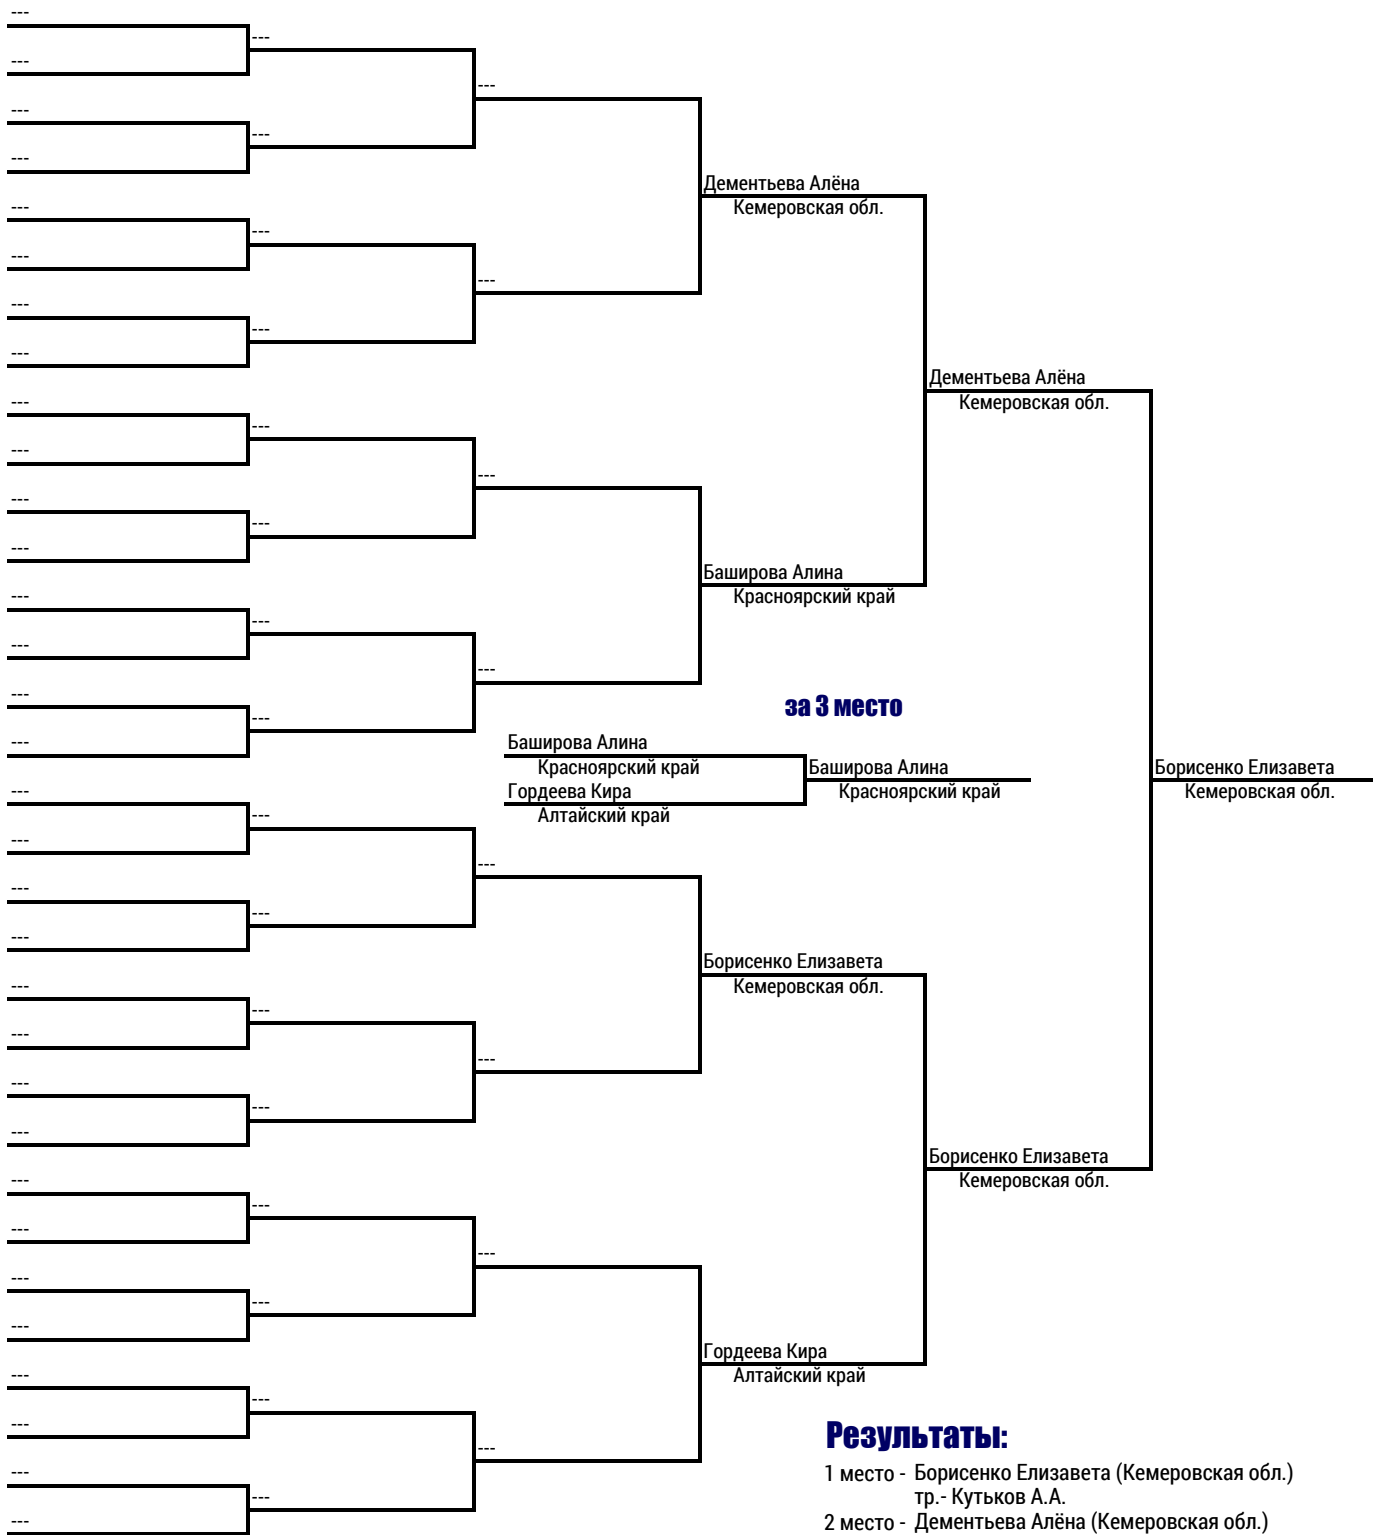 ---
---
---
---
---
---
---
Дементьева Алёна
---
Кемеровская обл.
---
---
---
---
---
---
Дементьева Алёна
---
Кемеровская обл.
---
---
---
---
---
---
Баширова Алина
---
Красноярский край
---
---
---
---
за 3 место
---
---
Баширова Алина
Красноярский край
Баширова Алина
Борисенко Елизавета
---
Гордеева Кира
Красноярский край
Кемеровская обл.
---
Алтайский край
---
---
---
---
---
Борисенко Елизавета
---
Кемеровская обл.
---
---
---
---
---
---
Борисенко Елизавета
---
Кемеровская обл.
---
---
---
---
---
---
Гордеева Кира
---
Алтайский край
---
---
Результаты:
---
---
1 место - Борисенко Елизавета (Кемеровская обл.)
---
тр.- Кутьков А.А.
---
2 место - Дементьева Алёна (Кемеровская обл.)